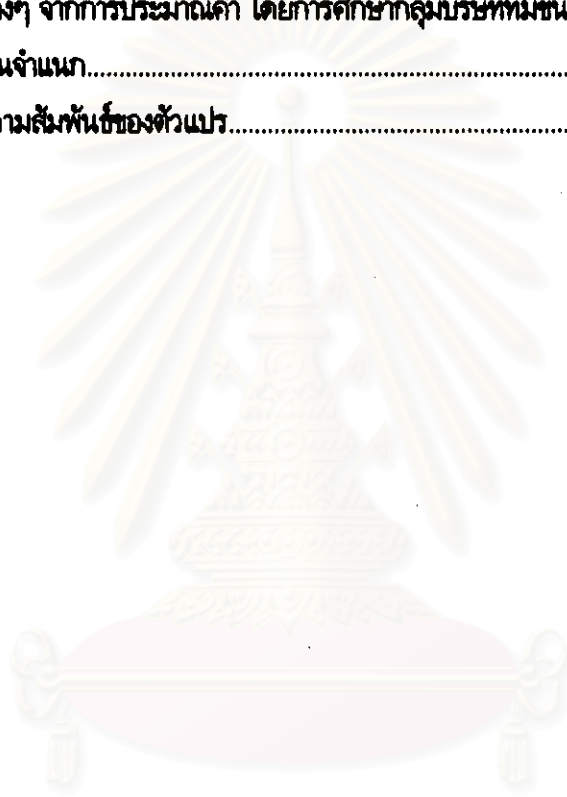 งๆ จากการประมาณค่า โดยการศึกษากลุ่มบริษัทที่มีขน
นจำแนก
ามสัมพันธ์ของตัวแปร